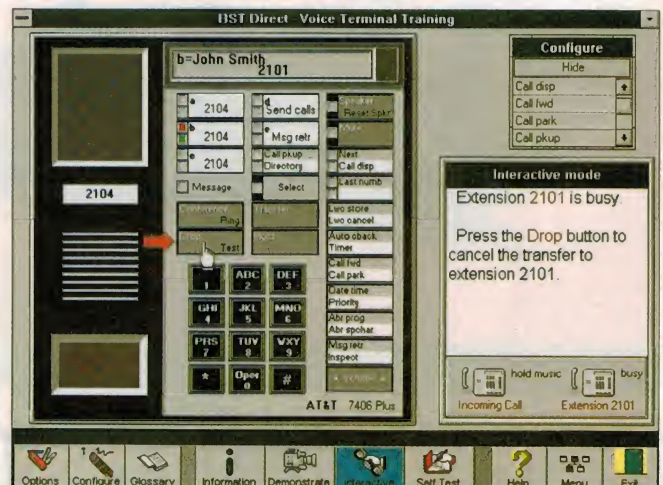 BST Direct - Voice Terminal Training
b=John Smith
2101
a 2104
b 2104
2104
d Send calls
e Msg retr
Call pkup
Directory
Message
Select
Conference
Ring
Transfer
Drop
Test
Hold
1
ABC 2
DEF 3
GHI 4
JKL 5
MNO 6
PRS 7
TUV 8
VXY 9
*
Oper 0
#
AT&T 7406 Plus
Speaker
Reset Spkr
Mute
Next
Call disp
Last numb
Lwc store
Lwc cancel
Auto cback
Timer
Call fwd
Call park
Date time
Priority
Abr prog
Abr spchar
Msg retr
Inspect
2104
Configure
Hide
Call disp
Call fwd
Call park
Call pkup
Interactive mode
Extension 2101 is busy.
Press the Drop button to
cancel the transfer to
extension 2101.
hold music
busy
Incoming Call
Extension 2101
Options
Configure
Glossary
Information
Demonstrate
Interactive
Self Test
Help
Menu
Exit